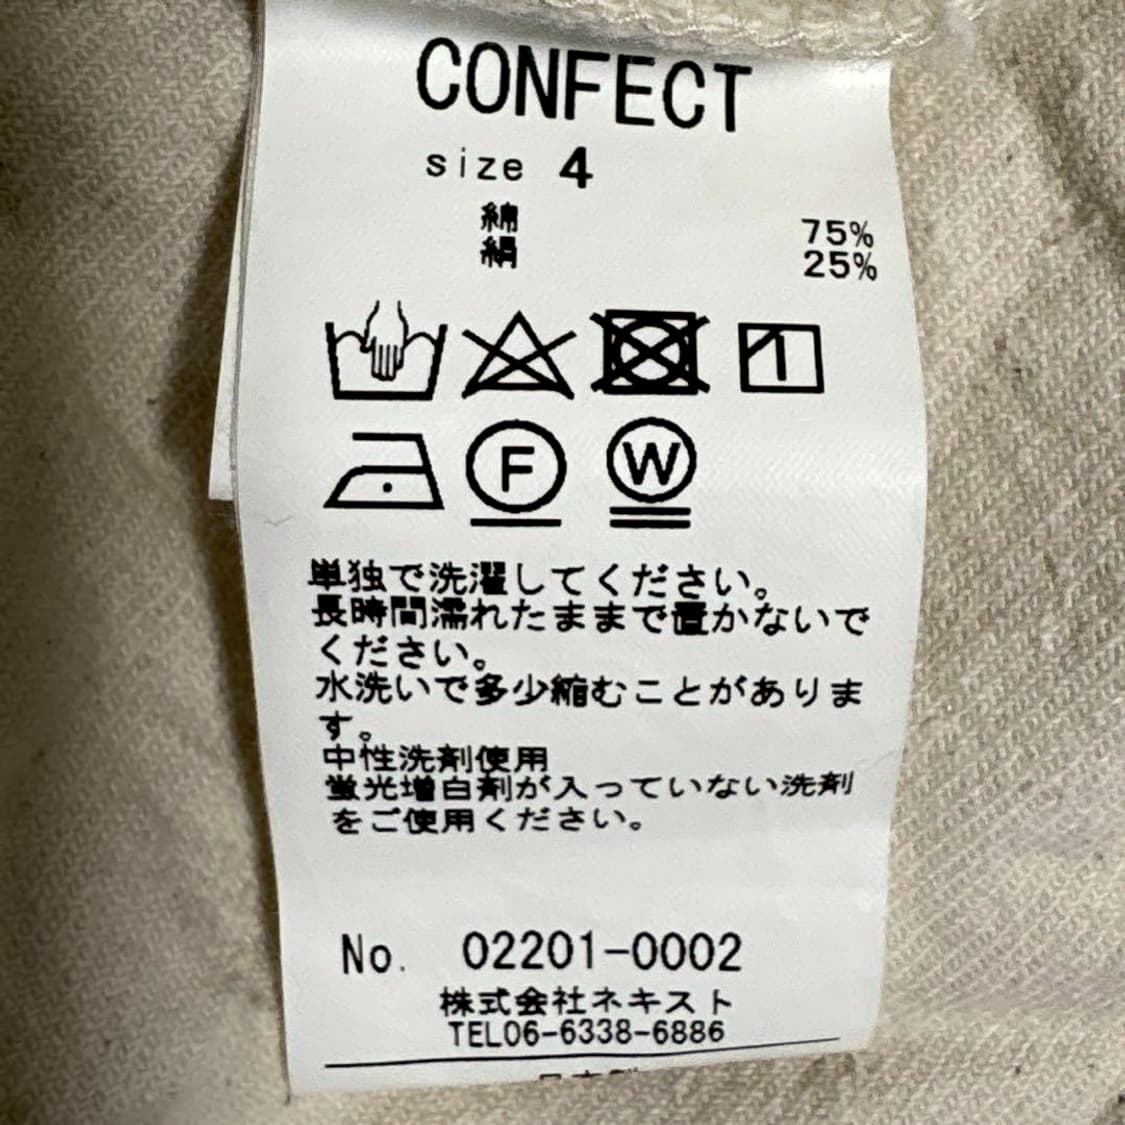 CONFECT
size 4
綿 75%
絹 25%
F W
単独で洗濯してください。
長時間濡れたままで置かないで
ください。
水洗いで多少縮むことがありま
す。
中性洗剤使用
蛍光増白剤が入っていない洗剤
をご使用ください。
No. 02201-0002
株式会社ネキスト
TEL06-6338-6886